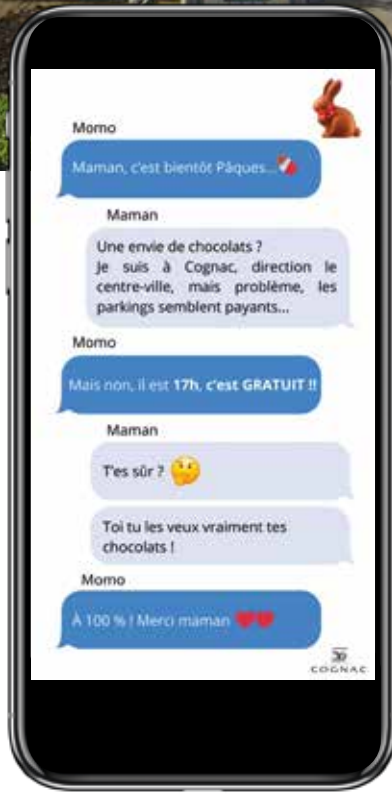 Momo
Maman, c'est bientôt Pâques...🍫
Maman
Une envie de chocolats ?
Je suis à Cognac, direction le
centre-ville, mais problème, les
parkings semblent payants...
Momo
Mais non, il est 17h, c'est GRATUIT !!
Maman
T'es sûr ? 🤔
Toi tu les veux vraiment tes
chocolats !
Momo
À 100 % ! Merci maman ❤️❤️
COGNAC